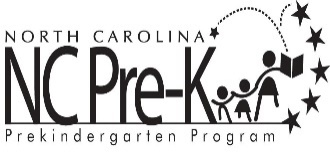 NORTH CAROLINA
NC Pre-K
Prekindergarten Program